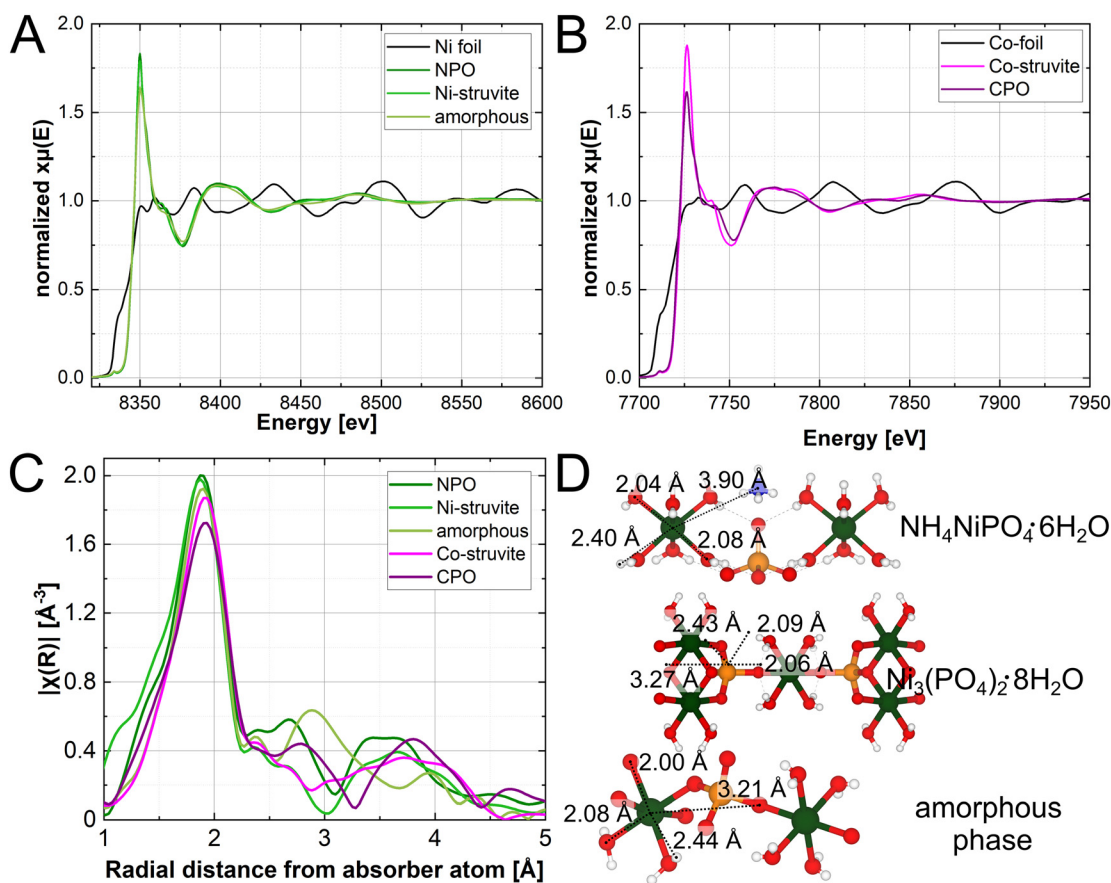 A
2.0
1.5
1.0
0.5
0.0
normalized xμ(E)
Ni foil
NPO
Ni-struvite
amorphous
8350 8400 8450 8500 8550 8600
Energy [ev]
B
2.0
1.5
1.0
0.5
0.0
normalized xμ(E)
Co-foil
Co-struvite
CPO
7700 7750 7800 7850 7900 7950
Energy [eV]
C
2.0
1.6
1.2
0.8
0.4
0
|χ(R)| [Å-3]
NPO
Ni-struvite
amorphous
Co-struvite
CPO
1 2 3 4 5
Radial distance from absorber atom [Å]
D
2.04 Å 3.90 Å
2.40 Å 2.08 Å
NH4NiPO4·6H2O
2.43 Å 2.09 Å
3.27 Å 2.06 Å
Ni3(PO4)2·8H2O
2.00 Å
3.21 Å
2.08 Å
2.44 Å
amorphous
phase